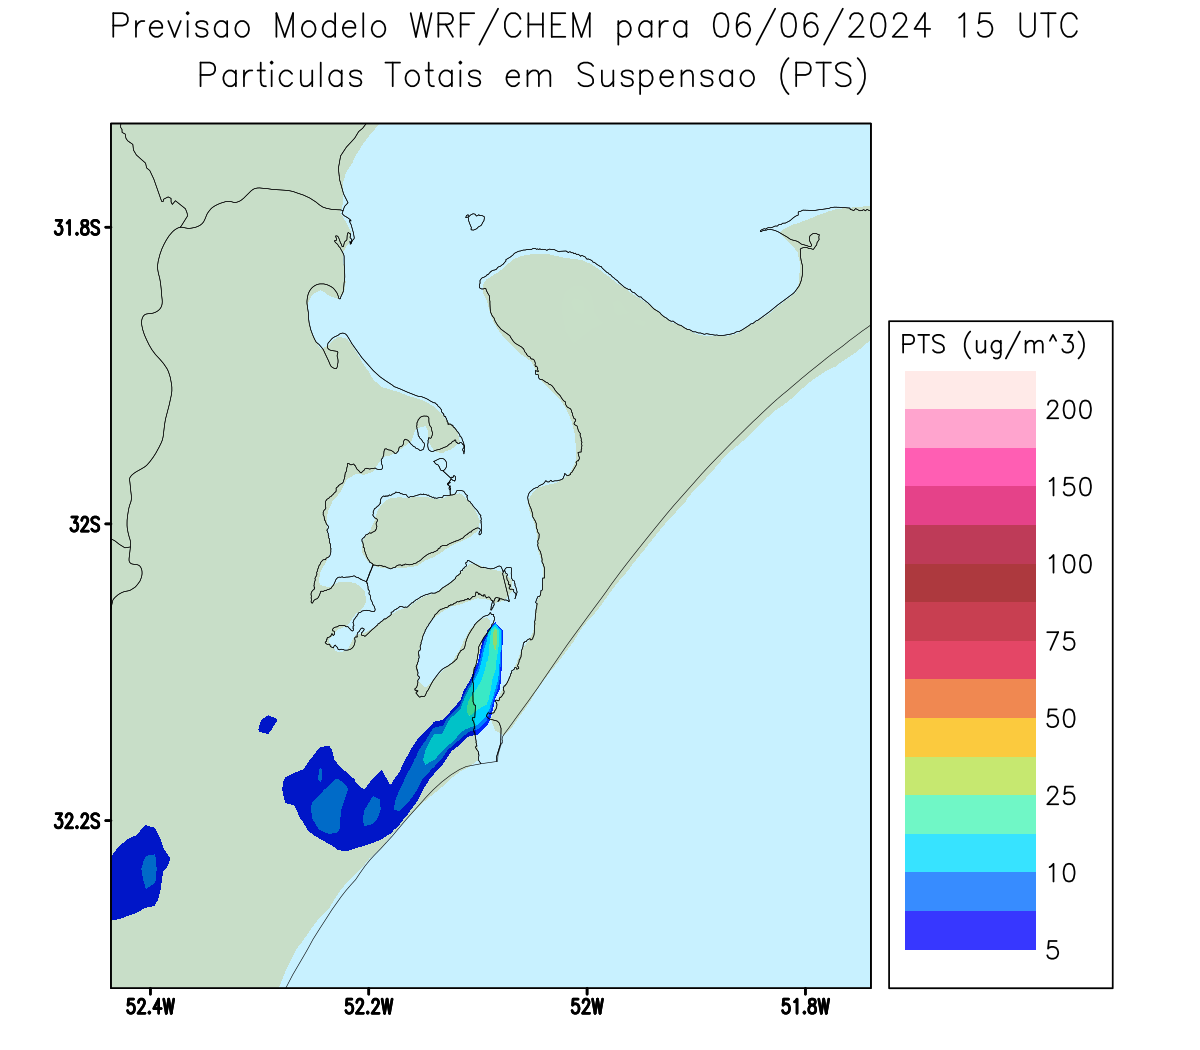 Previsao Modelo WRF/CHEM para 06/06/2024 15 UTC
Particulas Totais em Suspensao (PTS)
31.8S
32S
32.2S
52.4W
52.2W
52W
51.8W
PTS (ug/m^3)
200
150
100
75
50
25
10
5